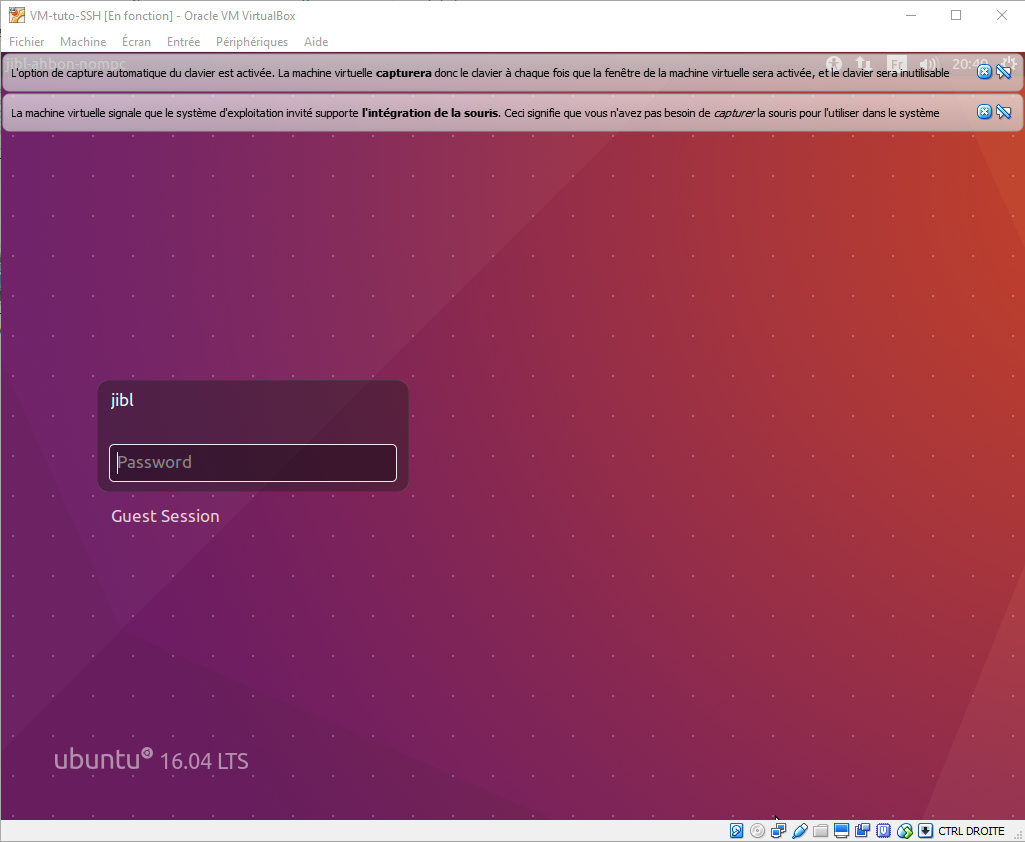 VM-tuto-SSH [En fonction] - Oracle VM VirtualBox
Fichier Machine Écran Entrée Périphériques Aide
jibl-ahbon-nompc Fr 20:40
L'option de capture automatique du clavier est activée. La machine virtuelle capturera donc le clavier à chaque fois que la fenêtre de la machine virtuelle sera activée, et le clavier sera inutilisable
La machine virtuelle signale que le système d'exploitation invité supporte l'intégration de la souris. Ceci signifie que vous n'avez pas besoin de capturer la souris pour l'utiliser dans le système
jibl
Password
Guest Session
ubuntu 16.04 LTS
CTRL DROITE